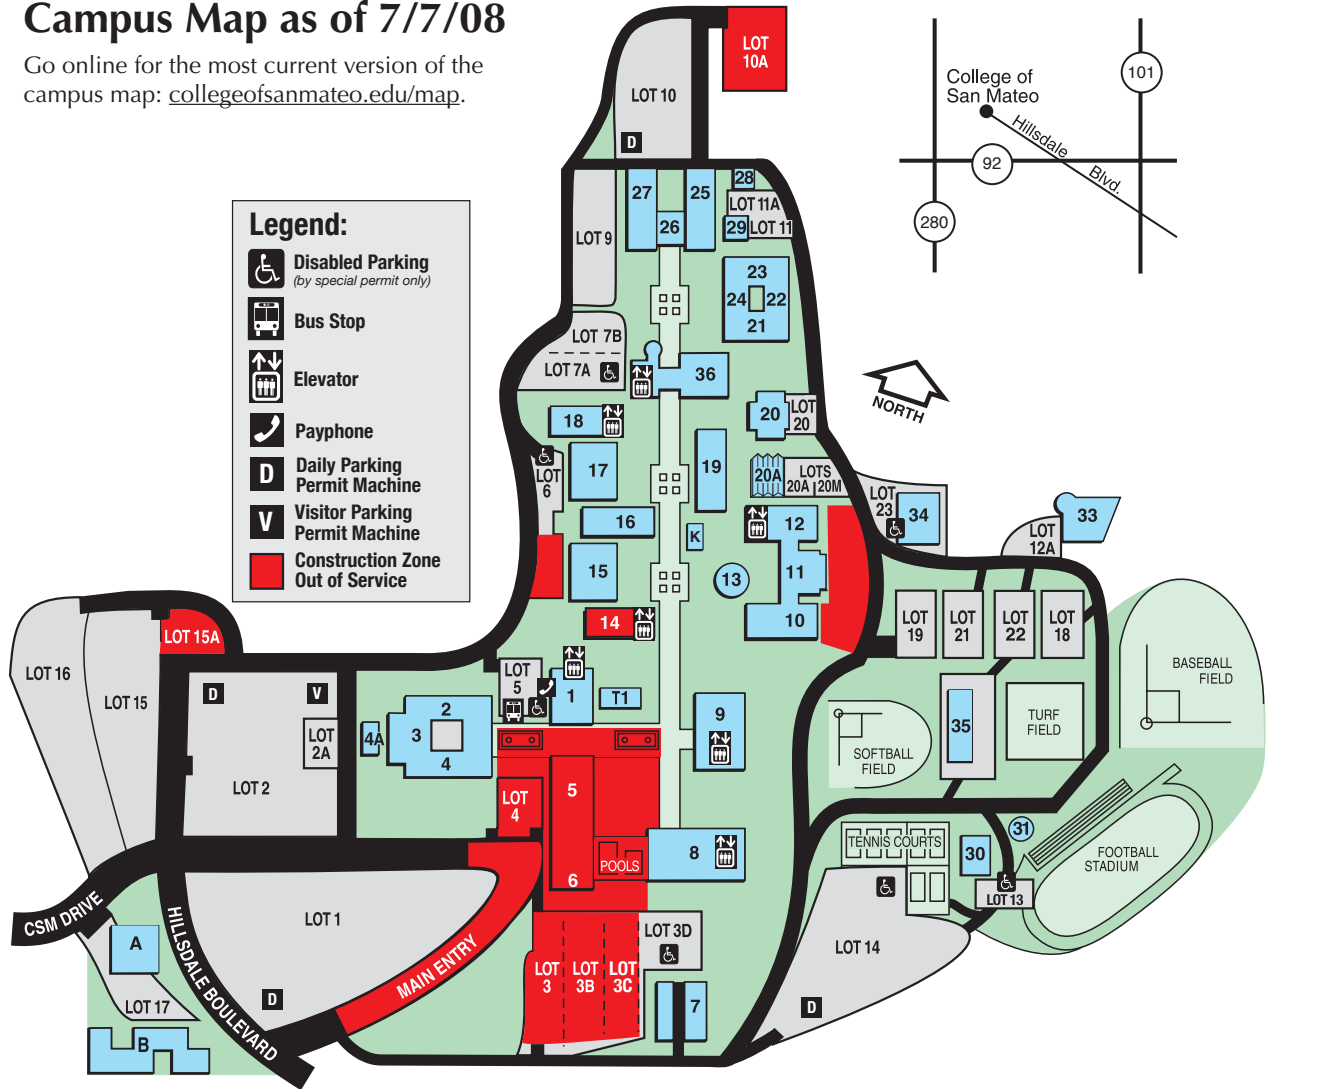 Campus Map as of 7/7/08
Go online for the most current version of the
campus map: collegeofsanmateo.edu/map.
LOT
10A
LOT 10
D
College of
San Mateo
Hillsdale
Blvd.
101
92
280
Legend:
Disabled Parking
(by special permit only)
Bus Stop
Elevator
Payphone
D
Daily Parking
Permit Machine
V
Visitor Parking
Permit Machine
Construction Zone
Out of Service
27
25
28
LOT 11A
26
29
LOT 11
LOT 9
23
24
22
21
LOT 7B
LOT 7A
36
NORTH
18
20
LOT
20
LOT
6
17
19
20A
LOTS
20A
20M
LOT
23
34
33
LOT
12A
16
K
12
15
13
11
14
10
LOT
19
LOT
21
LOT
22
LOT
18
LOT 15A
LOT 16
LOT 15
D
V
LOT
2A
LOT 2
LOT
5
1
T1
2
3
4
4A
9
BASEBALL
FIELD
35
TURF
FIELD
SOFTBALL
FIELD
LOT
4
5
6
POOLS
8
TENNIS COURTS
30
31
FOOTBALL
STADIUM
LOT 13
CSM DRIVE
HILLSDALE BOULEVARD
LOT 1
D
MAIN ENTRY
A
LOT 17
B
LOT
3
LOT
3B
LOT
3C
LOT 3D
7
LOT 14
D